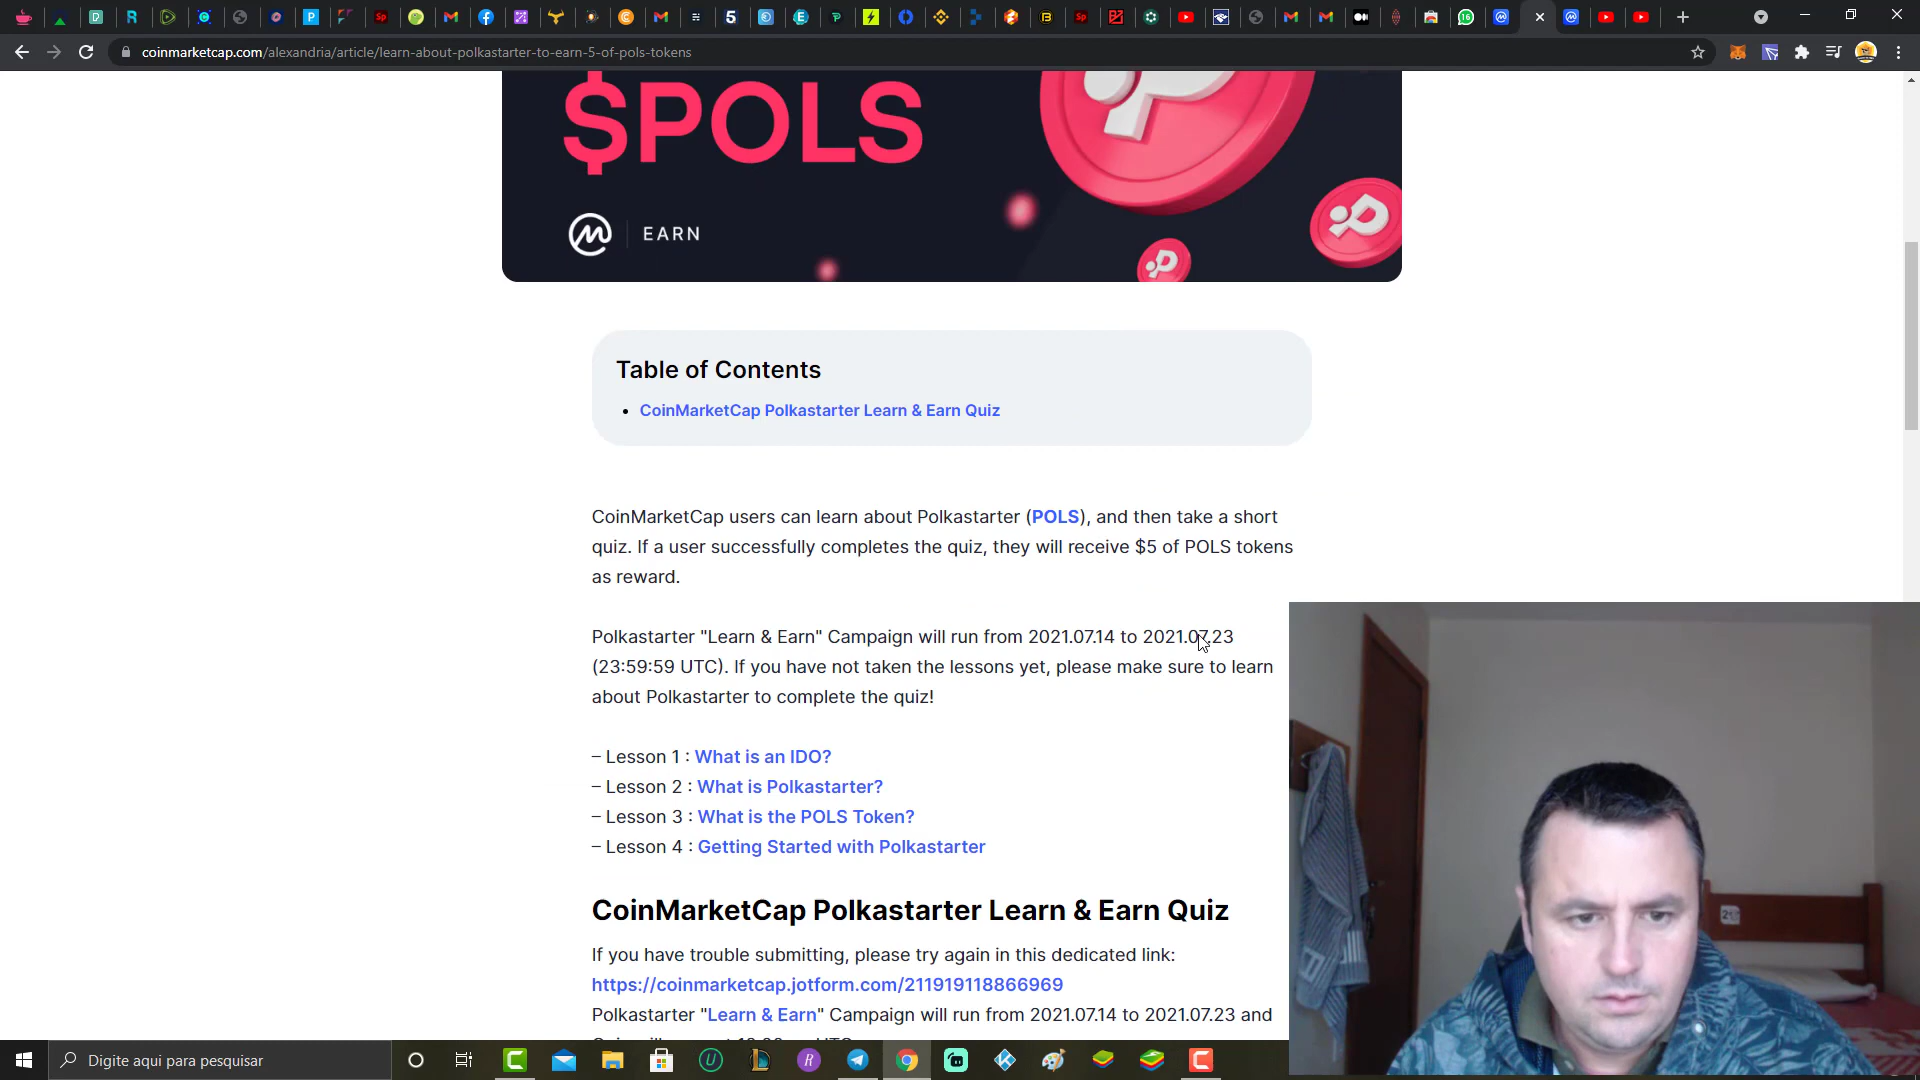 coinmarketcap.com/alexandria/article/learn-about-polkastarter-to-earn-5-of-pols-tokens
$POLS
EARN
Table of Contents
• CoinMarketCap Polkastarter Learn & Earn Quiz
CoinMarketCap users can learn about Polkastarter (POLS), and then take a short
quiz. If a user successfully completes the quiz, they will receive $5 of POLS tokens
as reward.
Polkastarter "Learn & Earn" Campaign will run from 2021.07.14 to 2021.07.23
(23:59:59 UTC). If you have not taken the lessons yet, please make sure to learn
about Polkastarter to complete the quiz!
– Lesson 1 : What is an IDO?
– Lesson 2 : What is Polkastarter?
– Lesson 3 : What is the POLS Token?
– Lesson 4 : Getting Started with Polkastarter
CoinMarketCap Polkastarter Learn & Earn Quiz
If you have trouble submitting, please try again in this dedicated link:
https://coinmarketcap.jotform.com/211919118866969
Polkastarter "Learn & Earn" Campaign will run from 2021.07.14 to 2021.07.23 and
Digite aqui para pesquisar